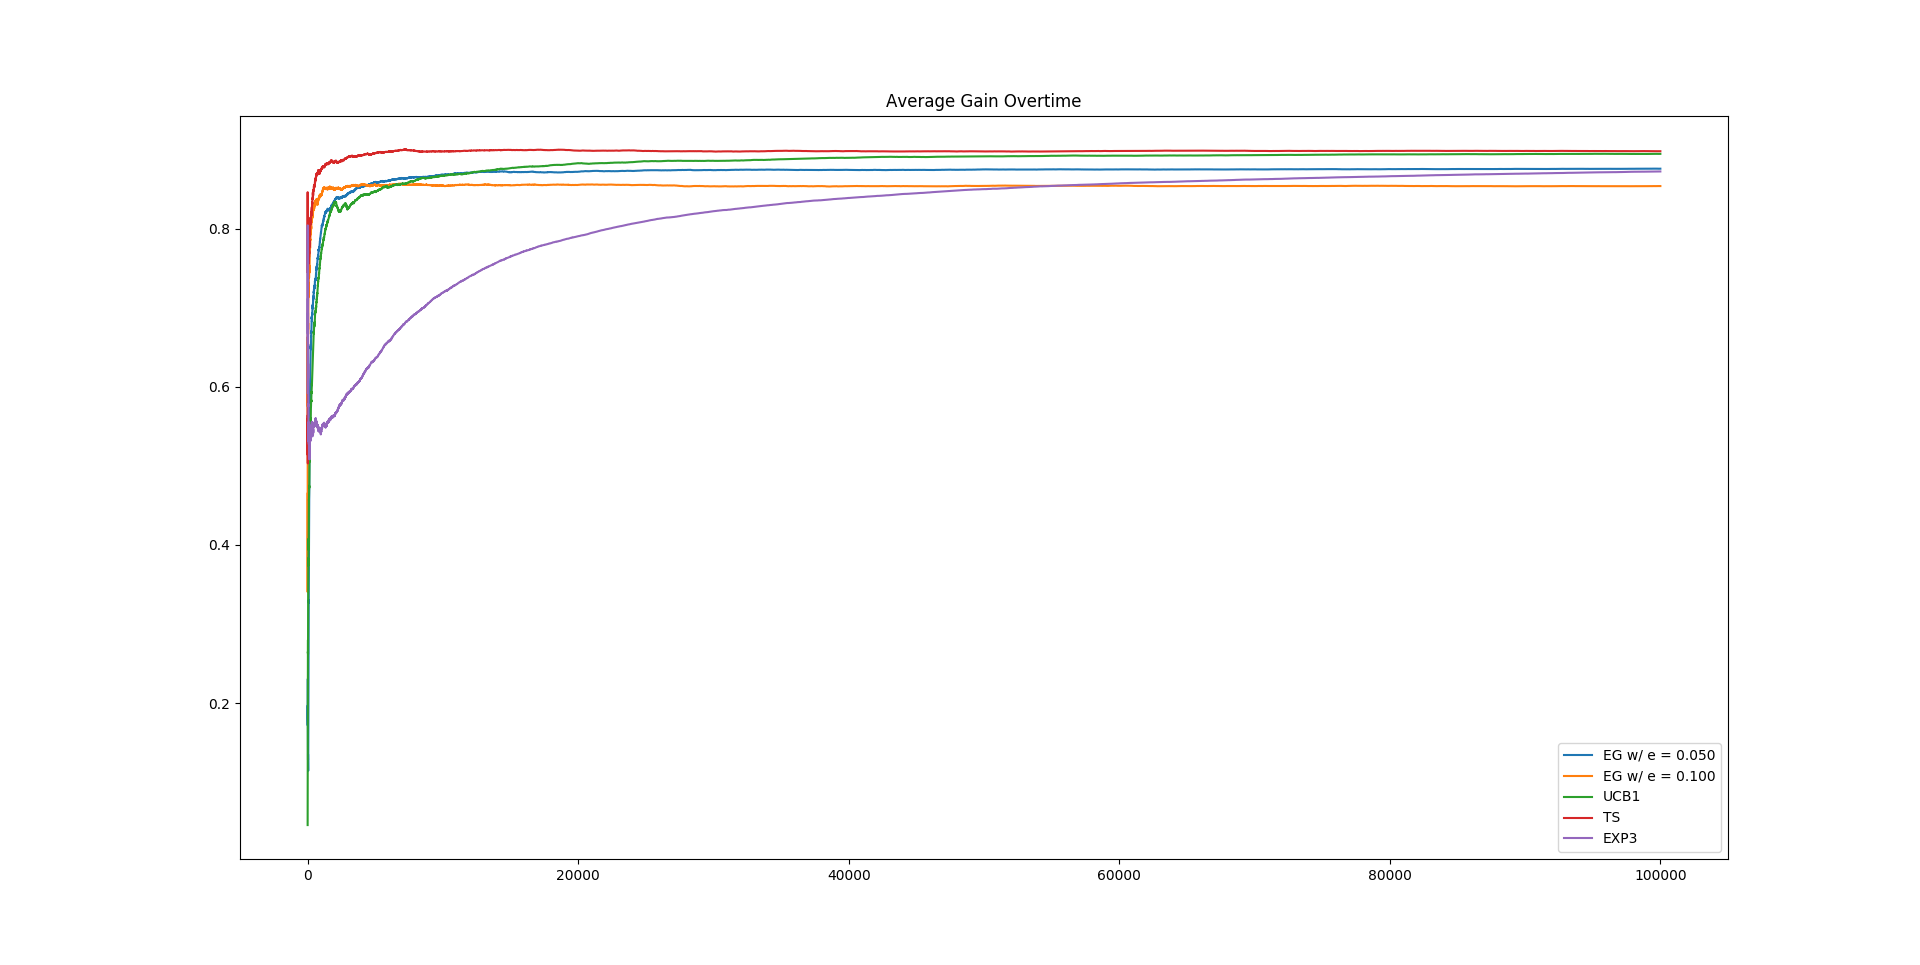 Average Gain Overtime
0.8
0.6
0.4
0.2
0 20000 40000 60000 80000 100000
EG w/ e = 0.050
EG w/ e = 0.100
UCB1
TS
EXP3